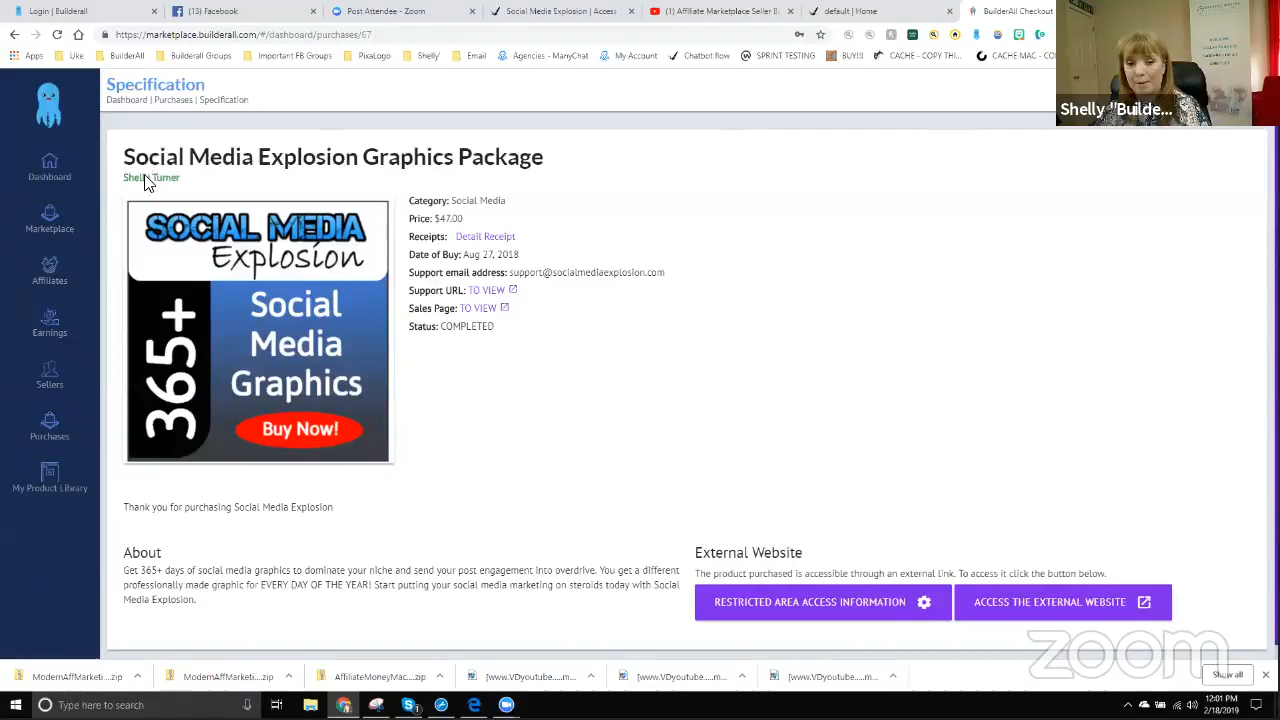 Login
(13) Facebook
Post Attendee - Zoom
Social Media Explosion | Access
(1) Affiliate Marketplace Seller B
default | Home
Builderall Checkout
https://marketplace.builderall.com/#/dashboard/purchases/67
Apps
Uke
BuilderAll
Builderall Groups
Important FB Groups
PixaLogo
Shelly
Email
Agencies - ManyChat
My Account
Chatbot flow
SPRINT TESTING
BUY!!!
CACHE - COPY THI...
CACHE MAC - CO
Shelly "Builde...
Specification
Dashboard | Purchases | Specification
Dashboard
Marketplace
Affiliates
Earnings
Sellers
Purchases
My Product Library
Social Media Explosion Graphics Package
Shelly Turner
SOCIAL MEDIA
Explosion
365+
Social
Media
Graphics
Buy Now!
Category: Social Media
Price: $47.00
Receipts: Detail Receipt
Date of Buy: Aug 27, 2018
Support email address: support@socialmediaexplosion.com
Support URL: TO VIEW
Sales Page: TO VIEW
Status: COMPLETED
Thank you for purchasing Social Media Explosion
About
Get 365+ days of social media graphics to dominate your niche and send your post engagement into overdrive. You get a different
professionally made graphic for EVERY DAY OF THE YEAR! Start putting your social media marketing on steroids today with Social
Media Explosion.
External Website
The product purchased is accessible through an external link. To access it click the button below.
RESTRICTED AREA ACCESS INFORMATION
ACCESS THE EXTERNAL WEBSITE
zoom
ModernAffMarketi....zip
ModernAffMarketi....zip
AffiliateNinjaMac.zip
[www.VDyoutube.....m...
[www.VDyoutube.....m...
[www.VDyoutube.....m...
Show all
Type here to search
12:01 PM
2/18/2019